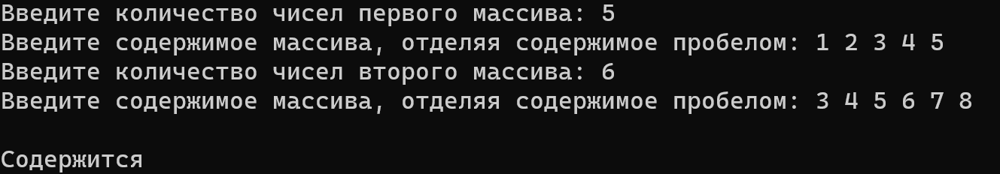 Введите количество чисел первого массива: 5
Введите содержимое массива, отделяя содержимое пробелом: 1 2 3 4 5
Введите количество чисел второго массива: 6
Введите содержимое массива, отделяя содержимое пробелом: 3 4 5 6 7 8
Содержится